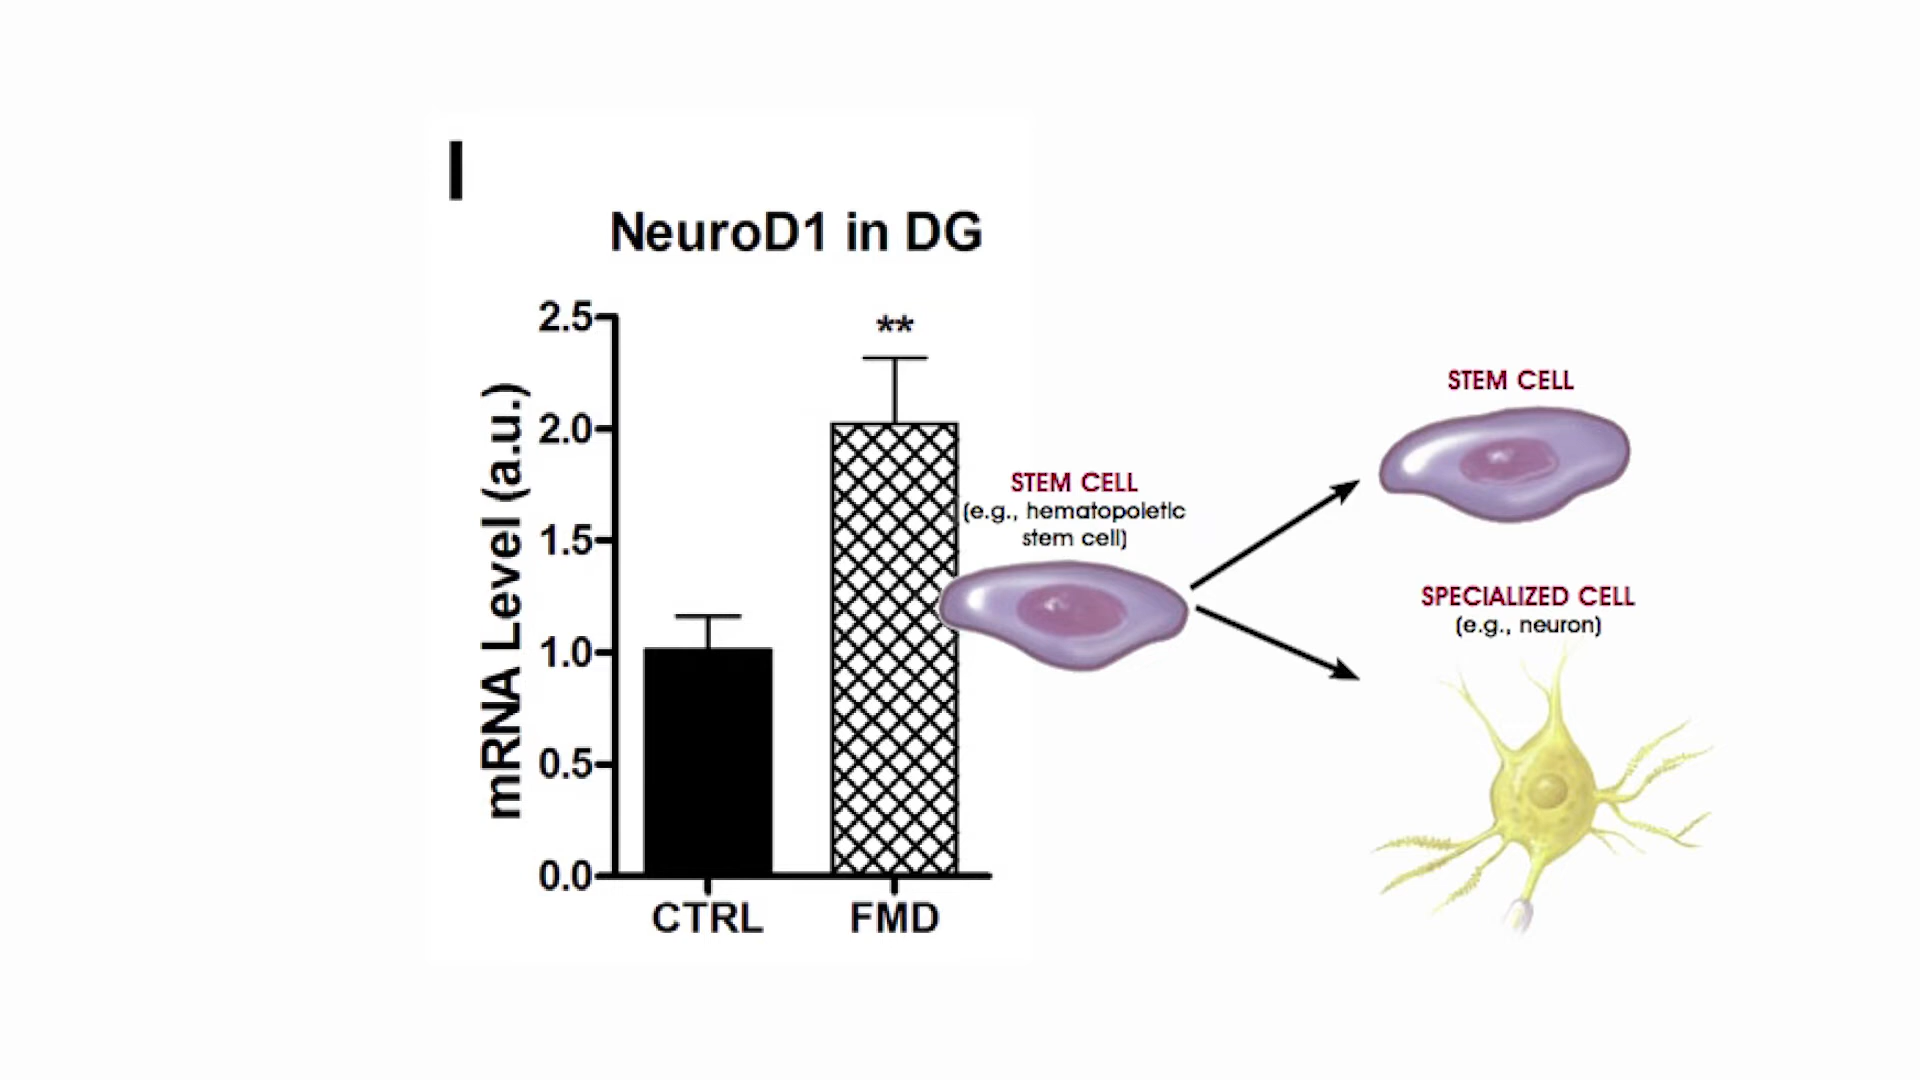 I
NeuroD1 in DG
mRNA Level (a.u.)
2.5
2.0
1.5
1.0
0.5
0.0
**
CTRL
FMD
STEM CELL
(e.g., hematopoietic
stem cell)
STEM CELL
SPECIALIZED CELL
(e.g., neuron)